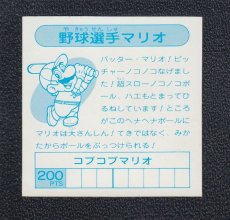 や きゅう せん しゅ
野球選手マリオ
バッター・マリオ！ピッ
チャーノコノコなげまし
た！超スローノコノコボ
ール、ハエもとまってひ
るねしています！ところ
がこのヘナヘナボールに
マリオは大さんしん！てきではなく、みか
たからボールをぶっつけられる！
コブコブマリオ
200
PTS